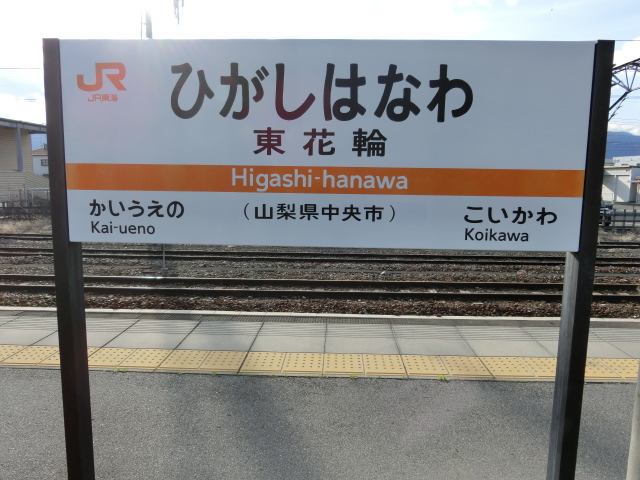 JR
JR東海
ひがしはなわ
東花輪
Higashi-hanawa
かいうえの
Kai-ueno
（山梨県中央市）
こいかわ
Koikawa